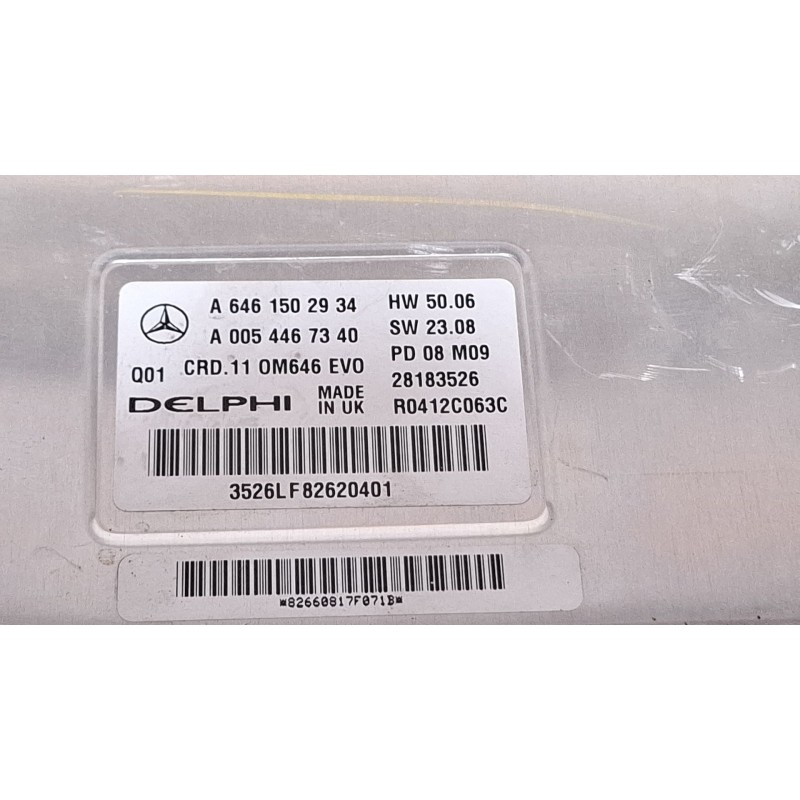 A 646 150 29 34 HW 50.06
A 005 446 73 40 SW 23.08
Q01 CRD.11 OM646 EVO PD 08 M09
DELPHI MADE IN UK 28183526
R0412C063C
3526LF82620401
*82660817F071B*